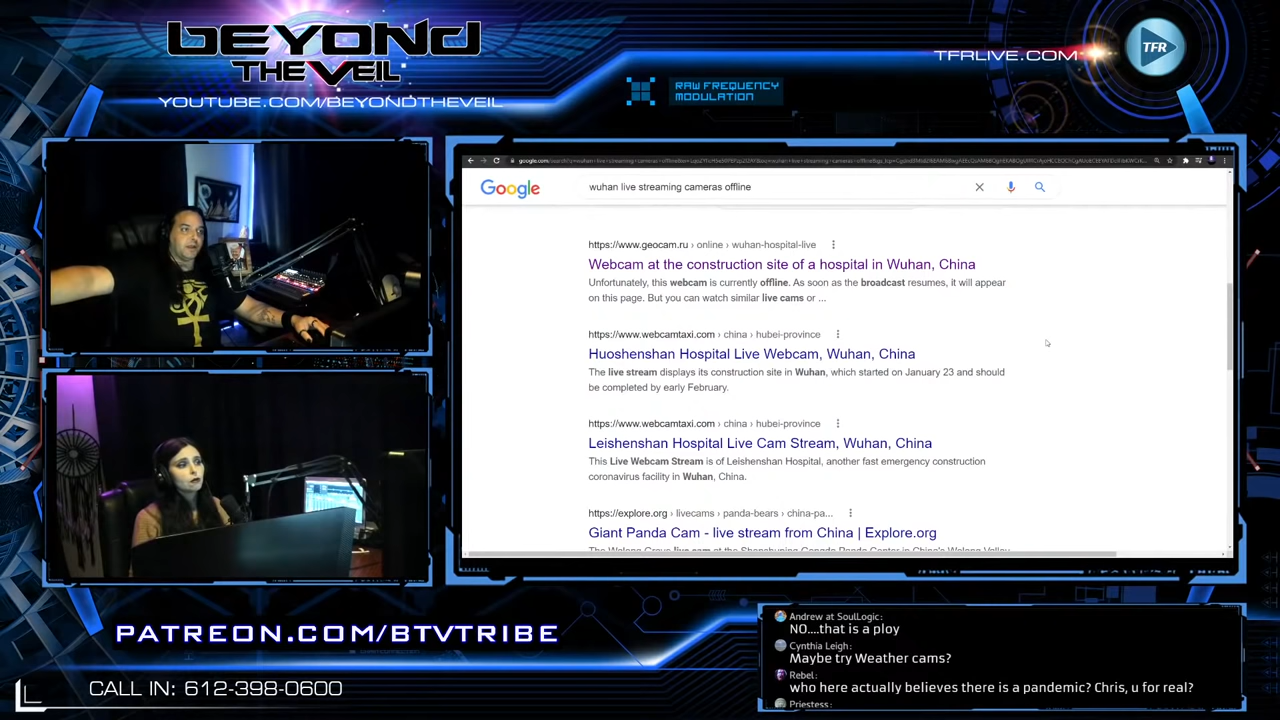 BEYOND
THE VEIL
YOUTUBE.COM/BEYONDTHEVEIL
RAW FREQUENCY
MODULATION
TFRLIVE.COM
TFR
Google
wuhan live streaming cameras offline
https://www.geocam.ru › online › wuhan-hospital-live
Webcam at the construction site of a hospital in Wuhan, China
Unfortunately, this webcam is currently offline. As soon as the broadcast resumes, it will appear
on this page. But you can watch similar live cams or ...
https://www.webcamtaxi.com › china › hubei-province
Huoshenshan Hospital Live Webcam, Wuhan, China
The live stream displays its construction site in Wuhan, which started on January 23 and should
be completed by early February.
https://www.webcamtaxi.com › china › hubei-province
Leishenshan Hospital Live Cam Stream, Wuhan, China
This Live Webcam Stream is of Leishenshan Hospital, another fast emergency construction
coronavirus facility in Wuhan, China.
https://explore.org › livecams › panda-bears › china-pa...
Giant Panda Cam - live stream from China | Explore.org
PATREON.COM/BTVTRIBE
CALL IN: 612-398-0600
Andrew at SoulLogic:
NO....that is a ploy
Cynthia Leigh:
Maybe try Weather cams?
Rebel:
who here actually believes there is a pandemic? Chris, u for real?
Priestess: